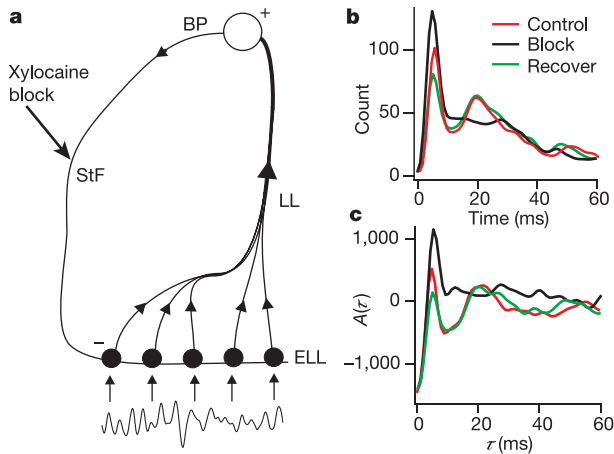 a
BP
+
Xylocaine
block
StF
LL
−
ELL
b
Control
Block
Recover
Count
100
50
0
0
20
40
60
Time (ms)
c
A(τ)
1,000
0
−1,000
0
20
40
60
τ (ms)